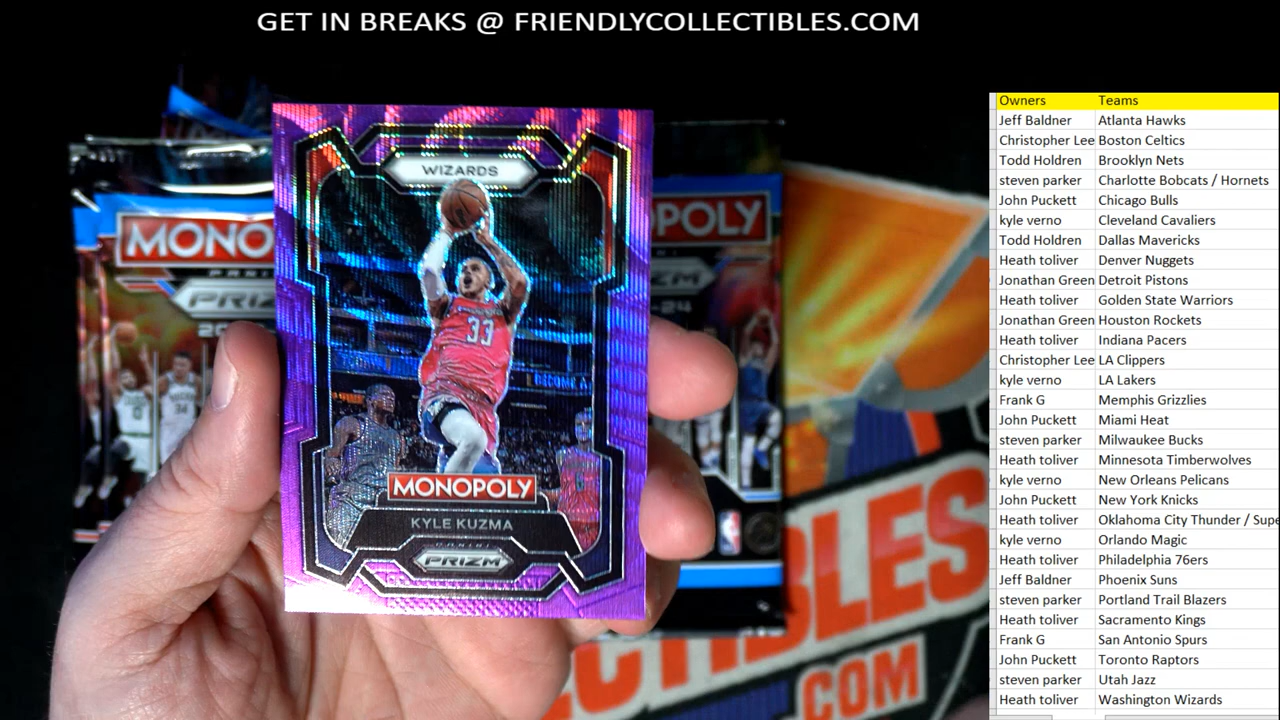 GET IN BREAKS @ FRIENDLYCOLLECTIBLES.COM
WIZARDS
33
MONOPOLY
KYLE KUZMA
PANINI
PRIZM
MONO
PRIZ
20
OPOLY
-24
ECTIBLES
.COM
Owners Teams
Jeff Baldner Atlanta Hawks
Christopher Lee Boston Celtics
Todd Holdren Brooklyn Nets
steven parker Charlotte Bobcats / Hornets
John Puckett Chicago Bulls
kyle verno Cleveland Cavaliers
Todd Holdren Dallas Mavericks
Heath toliver Denver Nuggets
Jonathan Green Detroit Pistons
Heath toliver Golden State Warriors
Jonathan Green Houston Rockets
Heath toliver Indiana Pacers
Christopher Lee LA Clippers
kyle verno LA Lakers
Frank G Memphis Grizzlies
John Puckett Miami Heat
steven parker Milwaukee Bucks
Heath toliver Minnesota Timberwolves
kyle verno New Orleans Pelicans
John Puckett New York Knicks
Heath toliver Oklahoma City Thunder / Supe
kyle verno Orlando Magic
Heath toliver Philadelphia 76ers
Jeff Baldner Phoenix Suns
steven parker Portland Trail Blazers
Heath toliver Sacramento Kings
Frank G San Antonio Spurs
John Puckett Toronto Raptors
steven parker Utah Jazz
Heath toliver Washington Wizards